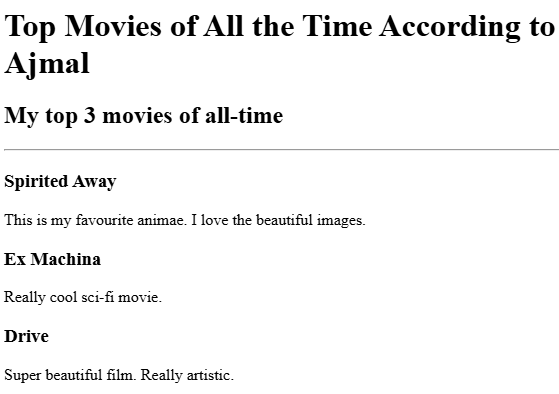 Top Movies of All the Time According to
Ajmal
My top 3 movies of all-time
Spirited Away
This is my favourite animae. I love the beautiful images.
Ex Machina
Really cool sci-fi movie.
Drive
Super beautiful film. Really artistic.